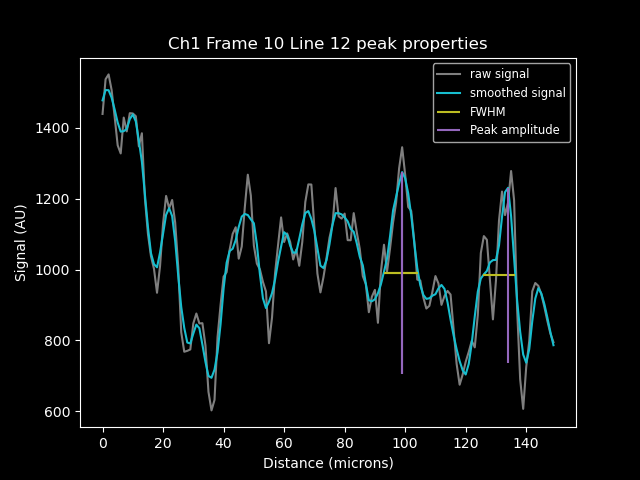 Ch1 Frame 10 Line 12 peak properties
raw signal
smoothed signal
FWHM
Peak amplitude
Signal (AU)
1400
1200
1000
800
600
0 20 40 60 80 100 120 140
Distance (microns)